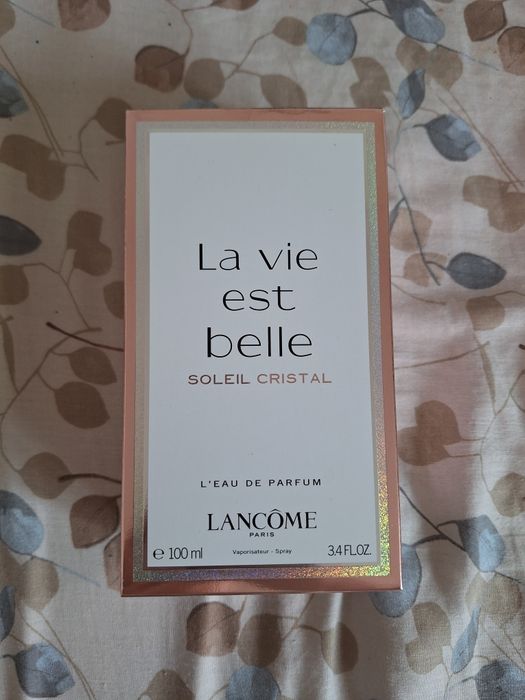 La vie
est
belle
SOLEIL CRISTAL
L'EAU DE PARFUM
LANCÔME
PARIS
℮ 100 ml Vaporisateur - Spray 3.4 FL.OZ.